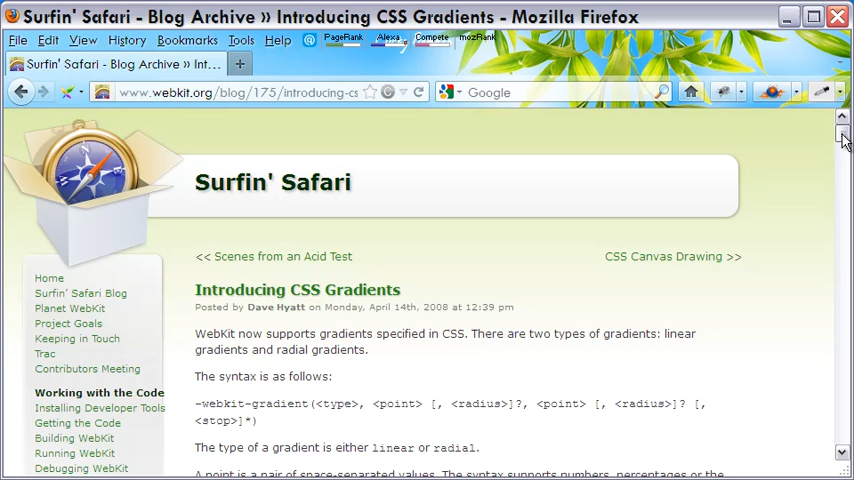 Surfin' Safari - Blog Archive » Introducing CSS Gradients - Mozilla Firefox
File Edit View History Bookmarks Tools Help PageRank Alexa Compete mozRank
Surfin' Safari - Blog Archive » Int...
www.webkit.org/blog/175/introducing-cs Google
Surfin' Safari
<< Scenes from an Acid Test CSS Canvas Drawing >>
Introducing CSS Gradients
Posted by Dave Hyatt on Monday, April 14th, 2008 at 12:39 pm
WebKit now supports gradients specified in CSS. There are two types of gradients: linear
gradients and radial gradients.
The syntax is as follows:
-webkit-gradient(<type>, <point> [, <radius>]?, <point> [, <radius>]? [,
<stop>]*)
The type of a gradient is either linear or radial.
A point is a pair of space-separated values. The syntax supports numbers, percentages or the
Home
Surfin' Safari Blog
Planet WebKit
Project Goals
Keeping in Touch
Trac
Contributors Meeting
Working with the Code
Installing Developer Tools
Getting the Code
Building WebKit
Running WebKit
Debugging WebKit